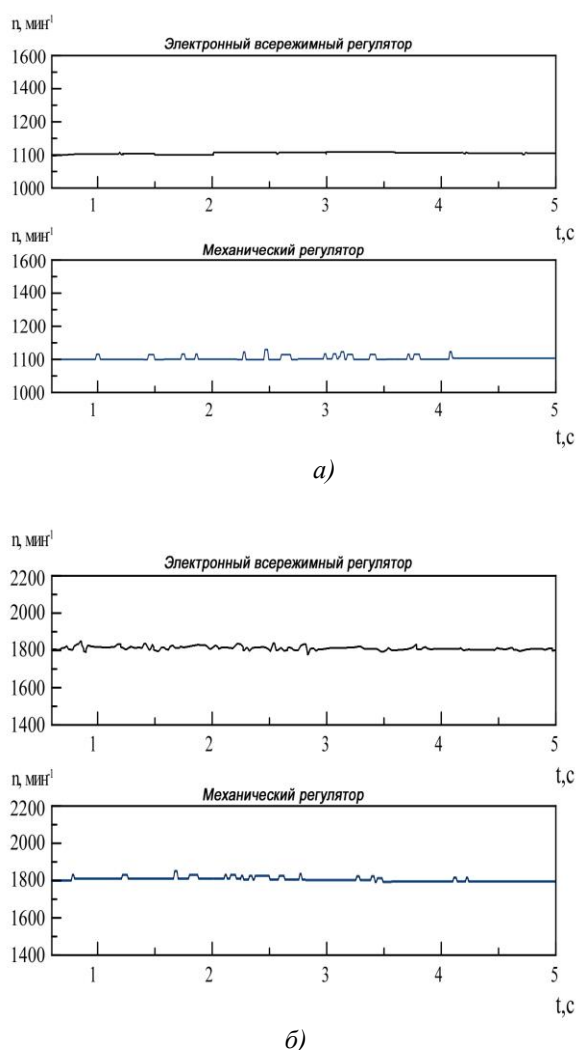 n, мин⁻¹
Электронный всережимный регулятор
1600
1400
1200
1100
1000
1 2 3 4 5
t,с
n, мин⁻¹
Механический регулятор
1600
1400
1200
1100
1000
1 2 3 4 5
t,с
а)
n, мин⁻¹
Электронный всережимный регулятор
2200
2000
1800
1600
1400
1 2 3 4 5
t,с
n, мин⁻¹
Механический регулятор
2200
2000
1800
1600
1400
1 2 3 4 5
t,с
б)